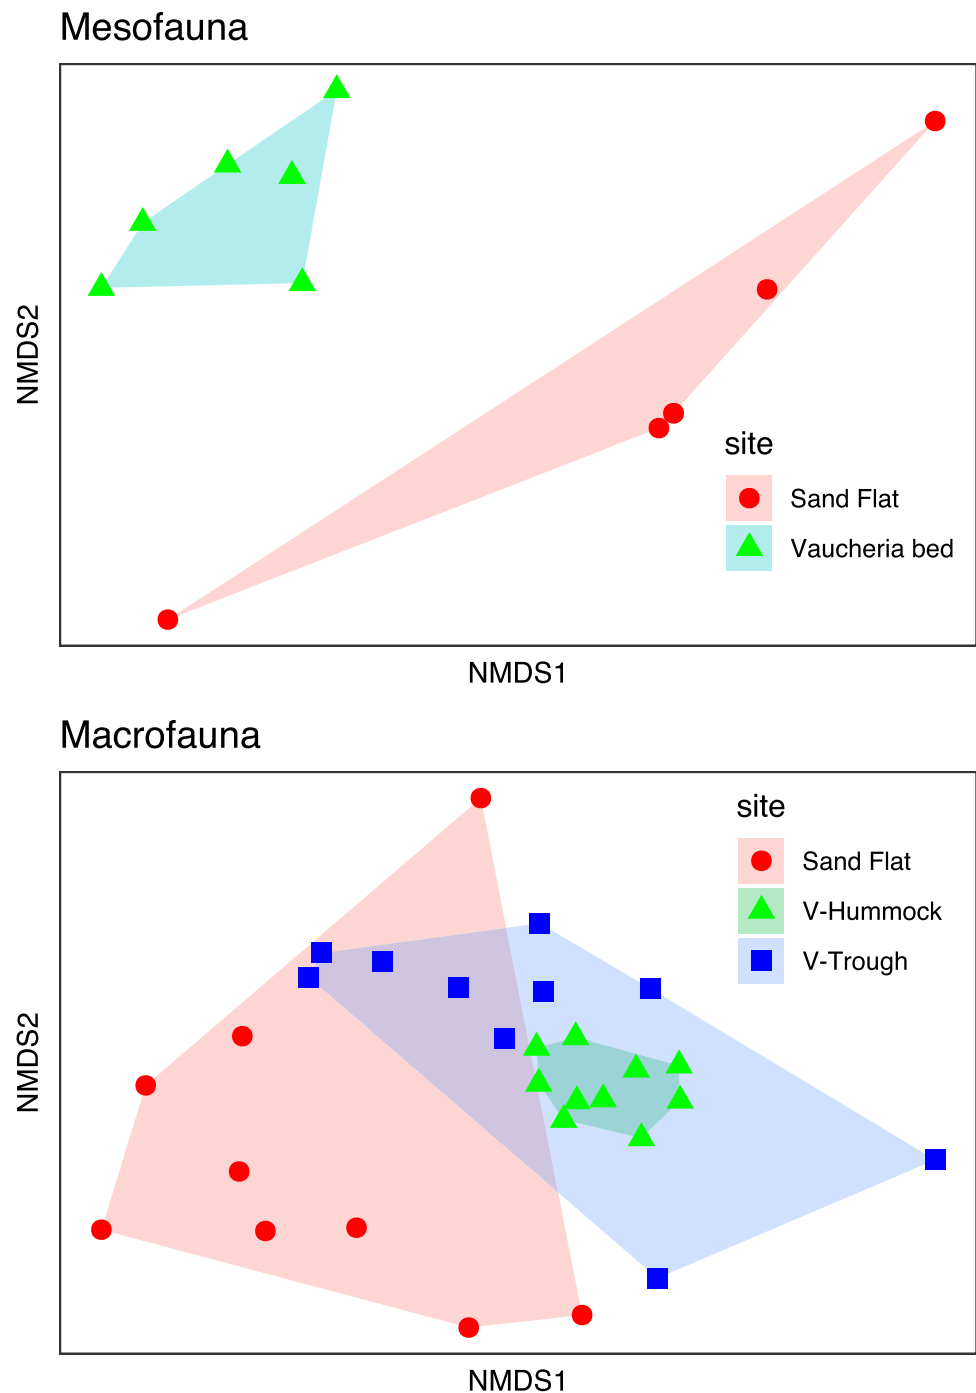 Mesofauna
NMDS2
site
Sand Flat
Vaucheria bed
NMDS1
Macrofauna
site
Sand Flat
V-Hummock
V-Trough
NMDS2
NMDS1